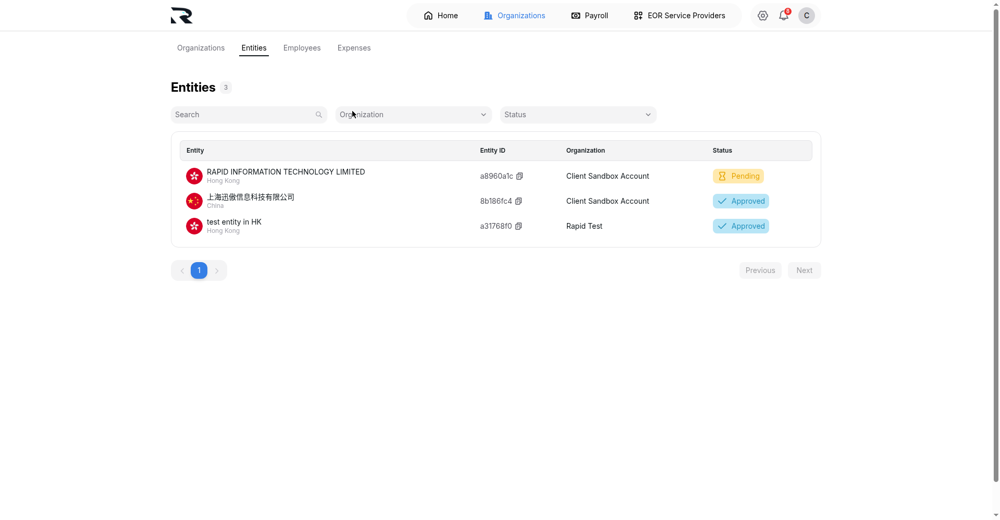 Home
Organizations
Payroll
EOR Service Providers
8
C
Organizations
Entities
Employees
Expenses
Entities 3
Search
Organization
Status
Entity Entity ID Organization Status
RAPID INFORMATION TECHNOLOGY LIMITED
Hong Kong
a8960a1c
Client Sandbox Account
Pending
上海迅傲信息科技有限公司
China
8b186fc4
Client Sandbox Account
Approved
test entity in HK
Hong Kong
a31768f0
Rapid Test
Approved
1
Previous
Next